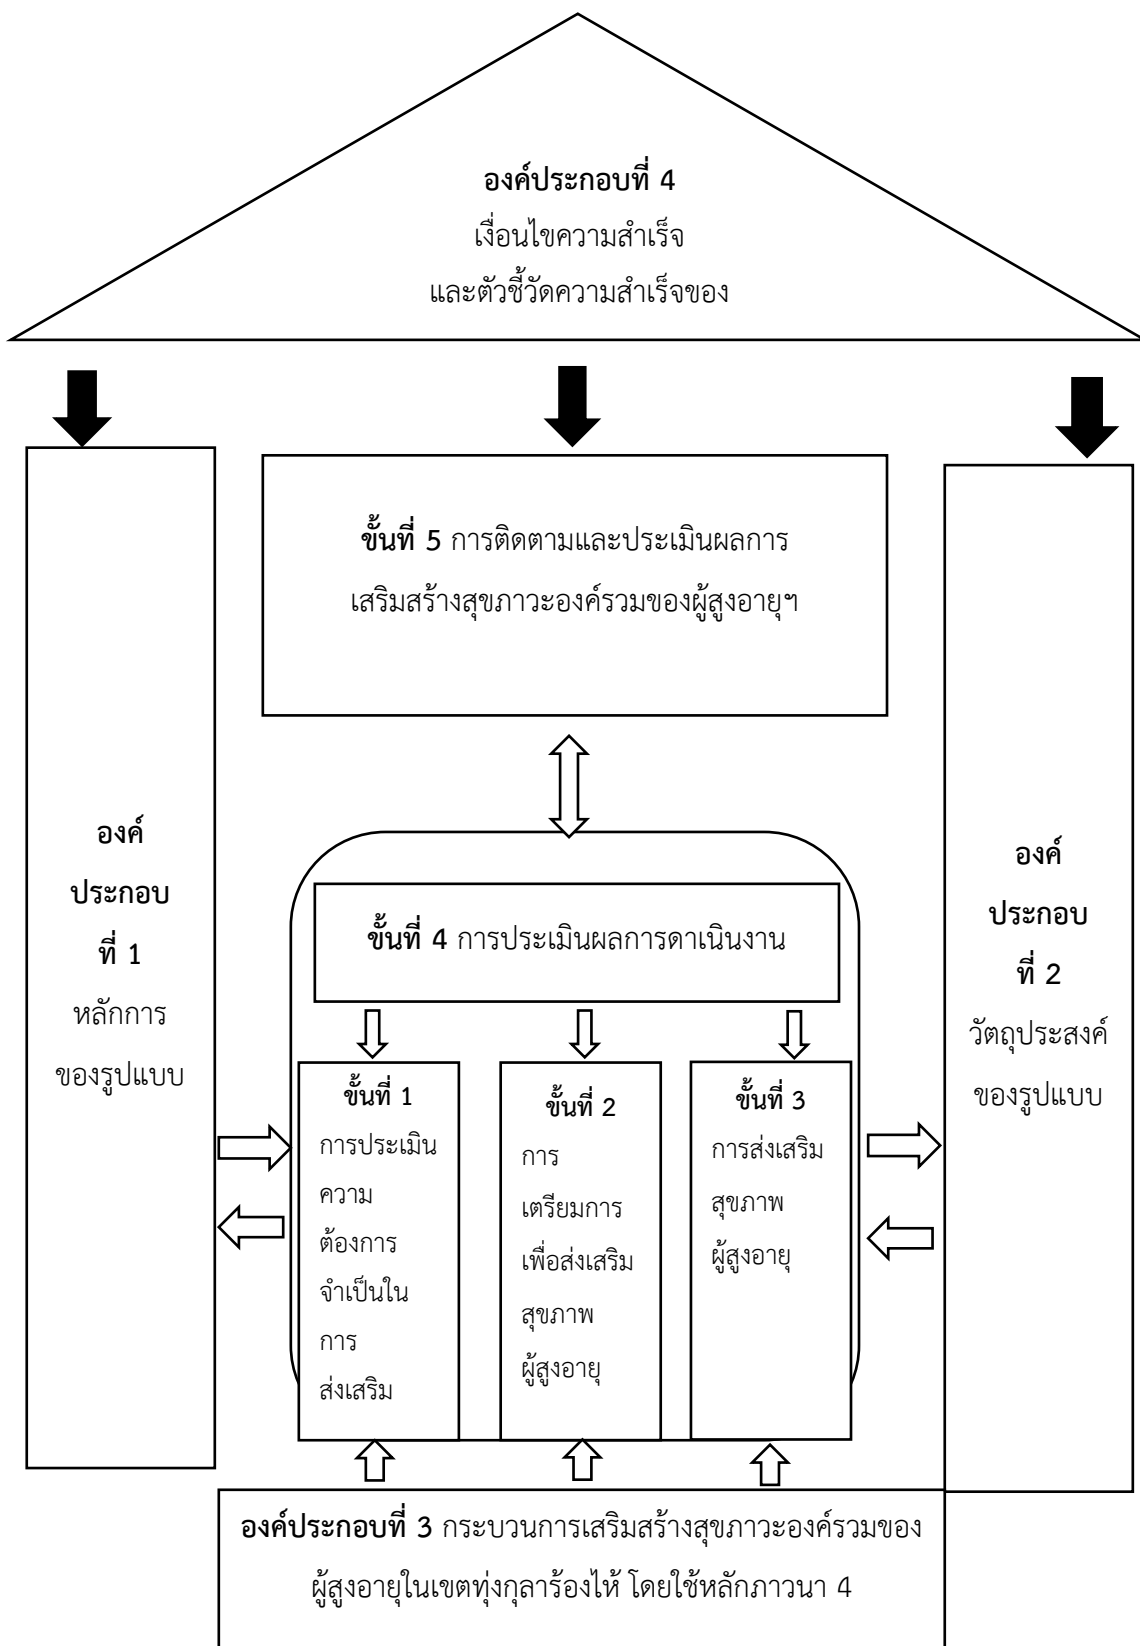 องค์ประกอบที่ 4
เงื่อนไขความสำเร็จ
และตัวชี้วัดความสำเร็จของ
ขั้นที่ 5 การติดตามและประเมินผลการ
เสริมสร้างสุขภาวะองค์รวมของผู้สูงอายุฯ
องค์
ประกอบ
ที่ 1
หลักการ
ของรูปแบบ
ขั้นที่ 4 การประเมินผลการดาเนินงาน
ขั้นที่ 1
การประเมิน
ความ
ต้องการ
จำเป็นใน
การ
ส่งเสริม
ขั้นที่ 2
การ
เตรียมการ
เพื่อส่งเสริม
สุขภาพ
ผู้สูงอายุ
ขั้นที่ 3
การส่งเสริม
สุขภาพ
ผู้สูงอายุ
องค์
ประกอบ
ที่ 2
วัตถุประสงค์
ของรูปแบบ
องค์ประกอบที่ 3 กระบวนการเสริมสร้างสุขภาวะองค์รวมของ
ผู้สูงอายุในเขตทุ่งกุลาร้องไห้ โดยใช้หลักภาวนา 4